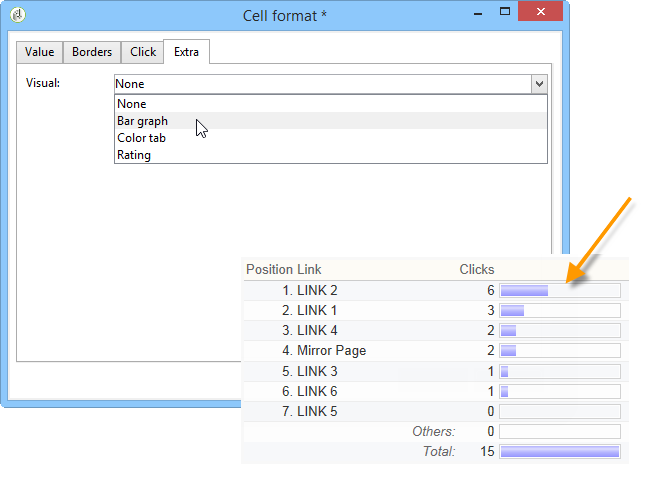 Cell format *
Value Borders Click Extra
Visual: None
None
Bar graph
Color tab
Rating
Position Link Clicks
1. LINK 2 6
2. LINK 1 3
3. LINK 4 2
4. Mirror Page 2
5. LINK 3 1
6. LINK 6 1
7. LINK 5 0
Others: 0
Total: 15